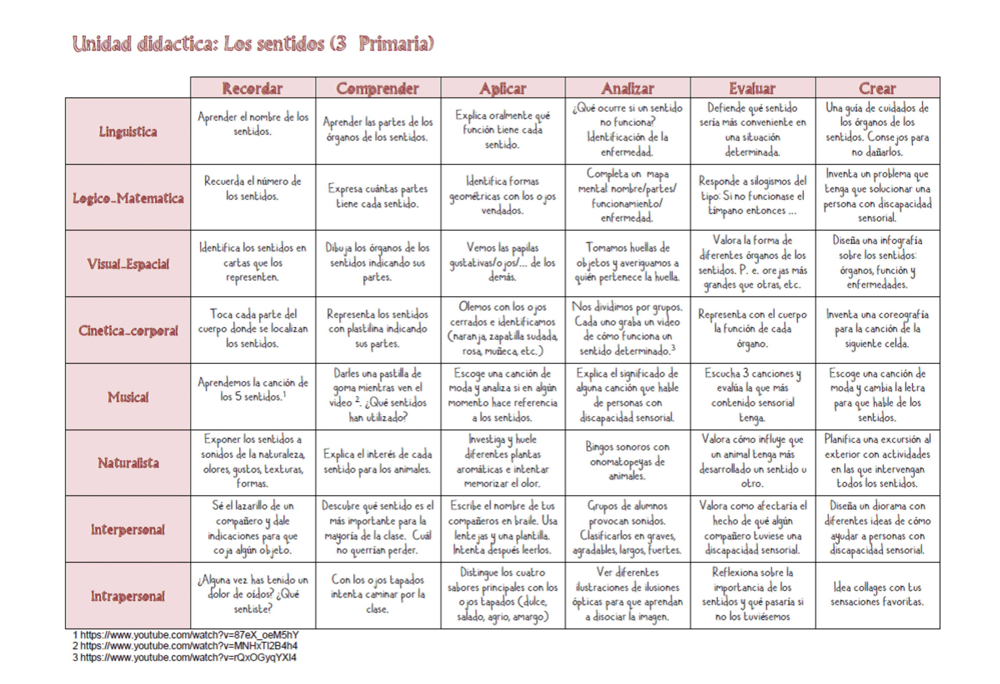 Unidad didactica: Los sentidos (3 Primaria)
Recordar
Comprender
Aplicar
Analizar
Evaluar
Crear
Linguistica
Aprender el nombre de los
sentidos.
Aprender las partes de los
órganos de los sentidos.
Explica oralmente qué
función tiene cada
sentido.
¿Qué ocurre si un sentido
no funciona?
Identificación de la
enfermedad.
Defiende qué sentido
sería más conveniente en
una situación
determinada.
Una guía de cuidados de
los órganos de los
sentidos. Consejos para
no dañarlos.
Logico_Matematica
Recuerda el número de
los sentidos.
Expresa cuántas partes
tiene cada sentido.
Identifica formas
geométricas con los ojos
vendados.
Completa un mapa
mental: nombre/partes/
funcionamiento/
enfermedad.
Responde a silogismos del
tipo: Si no funcionase el
tímpano entonces ...
Inventa un problema que
tenga que solucionar una
persona con discapacidad
sensorial.
Visual_Espacial
Identifica los sentidos en
cartas que los
representen.
Dibuja los órganos de los
sentidos indicando sus
partes.
Vemos las papilas
gustativas/ojos/... de los
demás.
Tomamos huellas de
objetos y averiguamos a
quién pertenece la huella.
Valora la forma de
diferentes órganos de los
sentidos. P. e. orejas más
grandes que otras, etc.
Diseña una infografía
sobre los sentidos:
órganos, función y
enfermedades.
Cinetica_corporal
Toca cada parte del
cuerpo donde se localizan
los sentidos.
Representa los sentidos
con plastilina indicando
sus partes.
Olemos con los ojos
cerrados e identificamos
(naranja, zapatilla sudada,
rosa, muñeca, etc.)
Nos dividimos por grupos.
Cada uno graba un video
de cómo funciona un
sentido determinado.³
Representa con el cuerpo
la función de cada
órgano.
Inventa una coreografía
para la canción de la
siguiente celda.
Musical
Aprendemos la canción de
los 5 sentidos.¹
Darles una pastilla de
goma mientras ven el
video ². ¿Qué sentidos
han utilizado?
Escoge una canción de
moda y analiza si en algún
momento hace referencia
a los sentidos.
Explica el significado de
alguna canción que hable
de personas con
discapacidad sensorial.
Escucha 3 canciones y
evalúa la que más
contenido sensorial
tenga.
Escoge una canción de
moda y cambia la letra
para que hable de los
sentidos.
Naturalista
Exponer los sentidos a
sonidos de la naturaleza,
olores, gustos, texturas,
formas.
Explica el interés de cada
sentido para los animales.
Investiga y huele
diferentes plantas
aromáticas e intentar
memorizar el olor.
Bingos sonoros con
onomatopeyas de
animales.
Valora cómo influye que
un animal tenga más
desarrollado un sentido u
otro.
Planifica una excursión al
exterior con actividades
en las que intervengan
todos los sentidos.
Interpersonal
Sé el lazarillo de un
compañero y dale
indicaciones para que
coja algún objeto.
Descubre qué sentido es el
más importante para la
mayoría de la clase. Cuál
no querrían perder.
Escribe el nombre de tus
compañeros en braile. Usa
lentejas y una plantilla.
Intenta después leerlos.
Grupos de alumnos
provocan sonidos.
Clasificarlos en graves,
agradables, largos, fuertes.
Valora como afectaría el
hecho de qué algún
compañero tuviese una
discapacidad sensorial.
Diseña un diorama con
diferentes ideas de cómo
ayudar a personas con
discapacidad sensorial.
Intrapersonal
¿Alguna vez has tenido un
dolor de oídos? ¿Qué
sentiste?
Con los ojos tapados
intenta caminar por la
clase.
Distingue los cuatro
sabores principales con los
ojos tapados (dulce,
salado, agrio, amargo)
Ver diferentes
ilustraciones de ilusiones
ópticas para que aprendan
a disociar la imagen.
Reflexiona sobre la
importancia de los
sentidos y qué pasaría si
no los tuviésemos
Idea collages con tus
sensaciones favoritas.
1 https://www.youtube.com/watch?v=87eX_oeM5hY
2 https://www.youtube.com/watch?v=MNHxTI2B4h4
3 https://www.youtube.com/watch?v=rQxOGyqYXI4